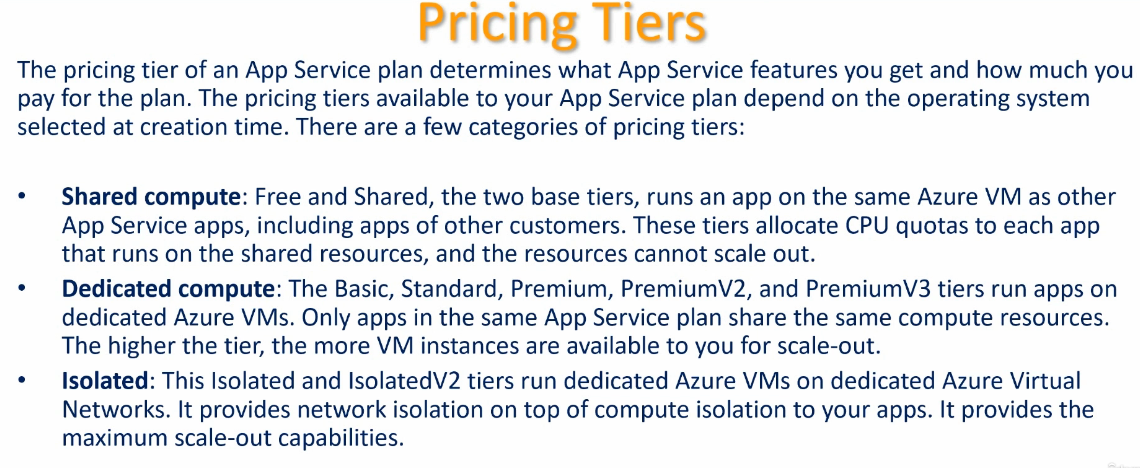 Pricing Tiers
The pricing tier of an App Service plan determines what App Service features you get and how much you
pay for the plan. The pricing tiers available to your App Service plan depend on the operating system
selected at creation time. There are a few categories of pricing tiers:
• Shared compute: Free and Shared, the two base tiers, runs an app on the same Azure VM as other
App Service apps, including apps of other customers. These tiers allocate CPU quotas to each app
that runs on the shared resources, and the resources cannot scale out.
• Dedicated compute: The Basic, Standard, Premium, PremiumV2, and PremiumV3 tiers run apps on
dedicated Azure VMs. Only apps in the same App Service plan share the same compute resources.
The higher the tier, the more VM instances are available to you for scale-out.
• Isolated: This Isolated and IsolatedV2 tiers run dedicated Azure VMs on dedicated Azure Virtual
Networks. It provides network isolation on top of compute isolation to your apps. It provides the
maximum scale-out capabilities.